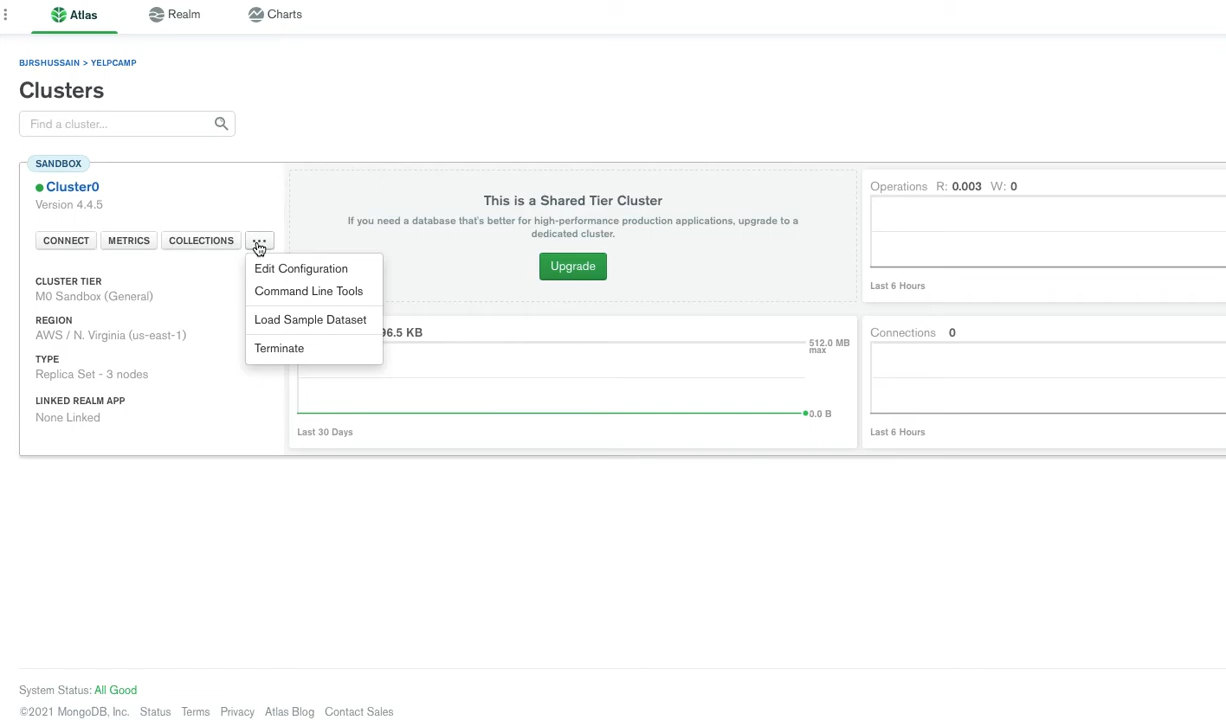 Atlas
Realm
Charts
BJRSHUSSAIN > YELPCAMP
Clusters
Find a cluster...
SANDBOX
Cluster0
Version 4.4.5
CONNECT
METRICS
COLLECTIONS
...
Edit Configuration
Command Line Tools
Load Sample Dataset
Terminate
CLUSTER TIER
M0 Sandbox (General)
REGION
AWS / N. Virginia (us-east-1)
TYPE
Replica Set - 3 nodes
LINKED REALM APP
None Linked
This is a Shared Tier Cluster
If you need a database that's better for high-performance production applications, upgrade to a
dedicated cluster.
Upgrade
96.5 KB
512.0 MB
max
0.0 B
Last 30 Days
Operations R: 0.003 W: 0
Last 6 Hours
Connections 0
Last 6 Hours
System Status: All Good
©2021 MongoDB, Inc. Status Terms Privacy Atlas Blog Contact Sales